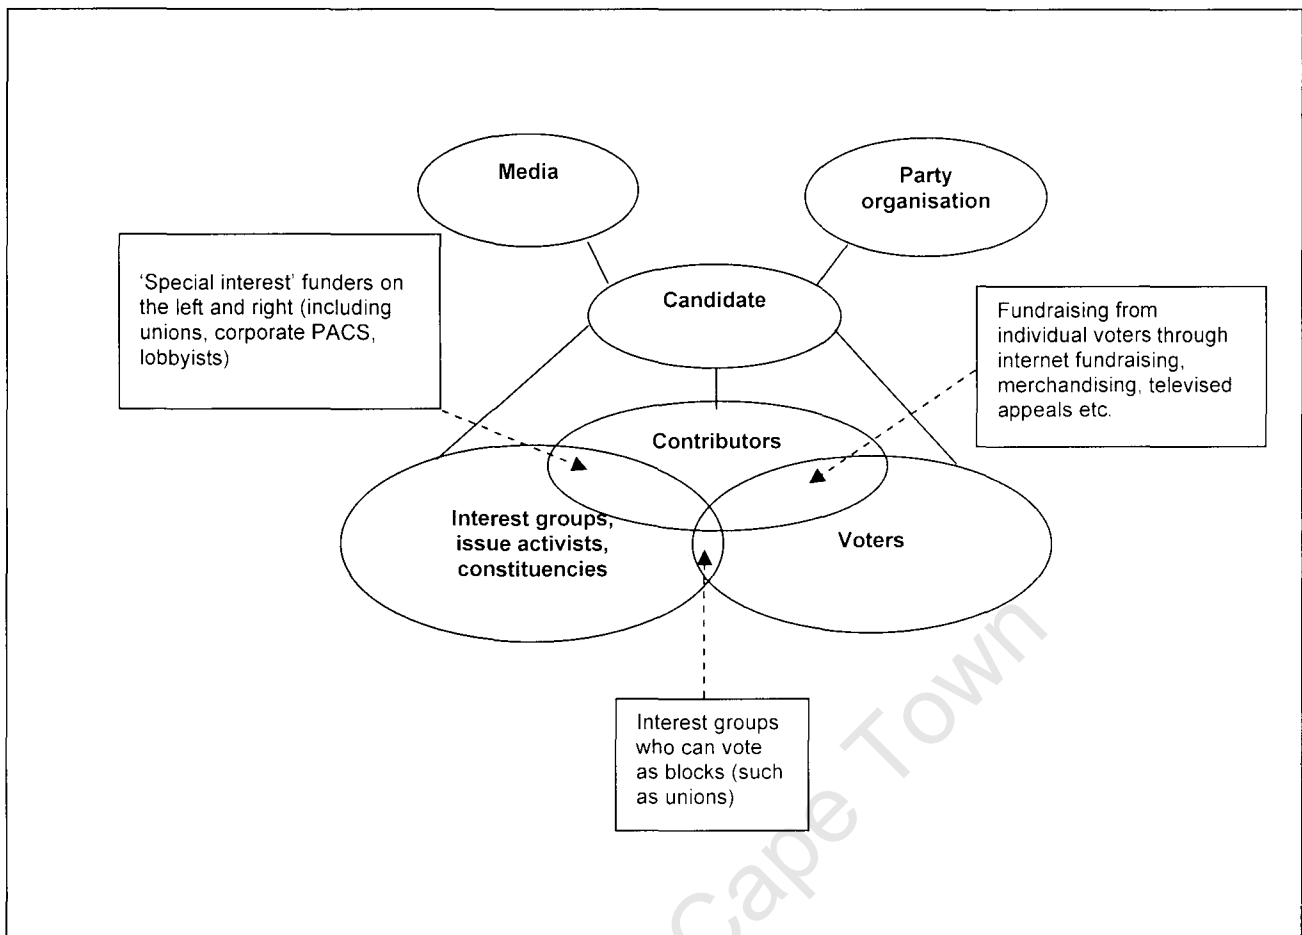 Media
Party
organisation
'Special interest' funders on
the left and right (including
unions, corporate PACS,
lobbyists)
Candidate
Fundraising from
individual voters through
internet fundraising,
merchandising, televised
appeals etc.
Contributors
Interest groups,
issue activists,
constituencies
Voters
Interest groups
who can vote
as blocks (such
as unions)
Cape Town